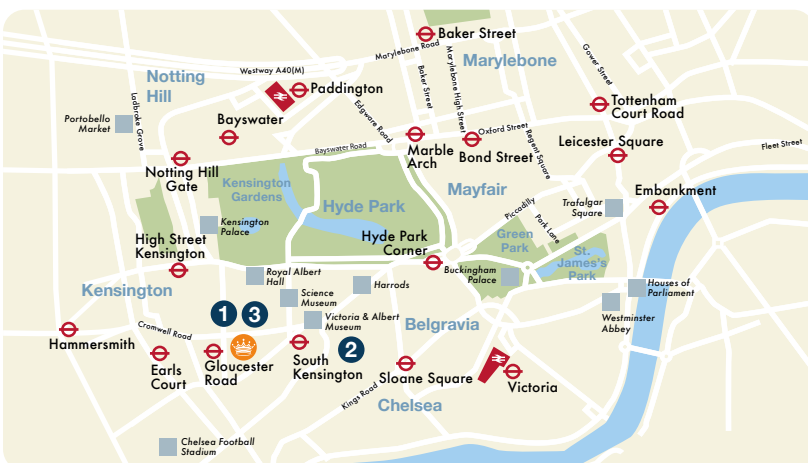 Baker Street
Marylebone Road
Marylebone
Gower Street
Westway A40(M)
Notting
Hill
Paddington
Baker Street
Marylebone High Street
Ladbroke Grove
Edgware Road
Tottenham
Court Road
Portobello
Market
Bayswater
Oxford Street
Regent Square
Leicester Square
Fleet Street
Bayswater Road
Marble
Arch
Bond Street
Notting Hill
Gate
Kensington
Gardens
Mayfair
Embankment
Hyde Park
Piccadilly
Trafalgar
Square
Park Lane
Kensington
Palace
High Street
Kensington
Hyde Park
Corner
Green
Park
St.
James's
Park
Buckingham
Palace
Royal Albert
Hall
Harrods
Houses of
Parliament
Kensington
Science
Museum
1
3
Victoria & Albert
Museum
Belgravia
Westminster
Abbey
Cromwell Road
Hammersmith
2
Earls
Court
Gloucester
Road
South
Kensington
Sloane Square
Victoria
Kings Road
Chelsea
Chelsea Football
Stadium